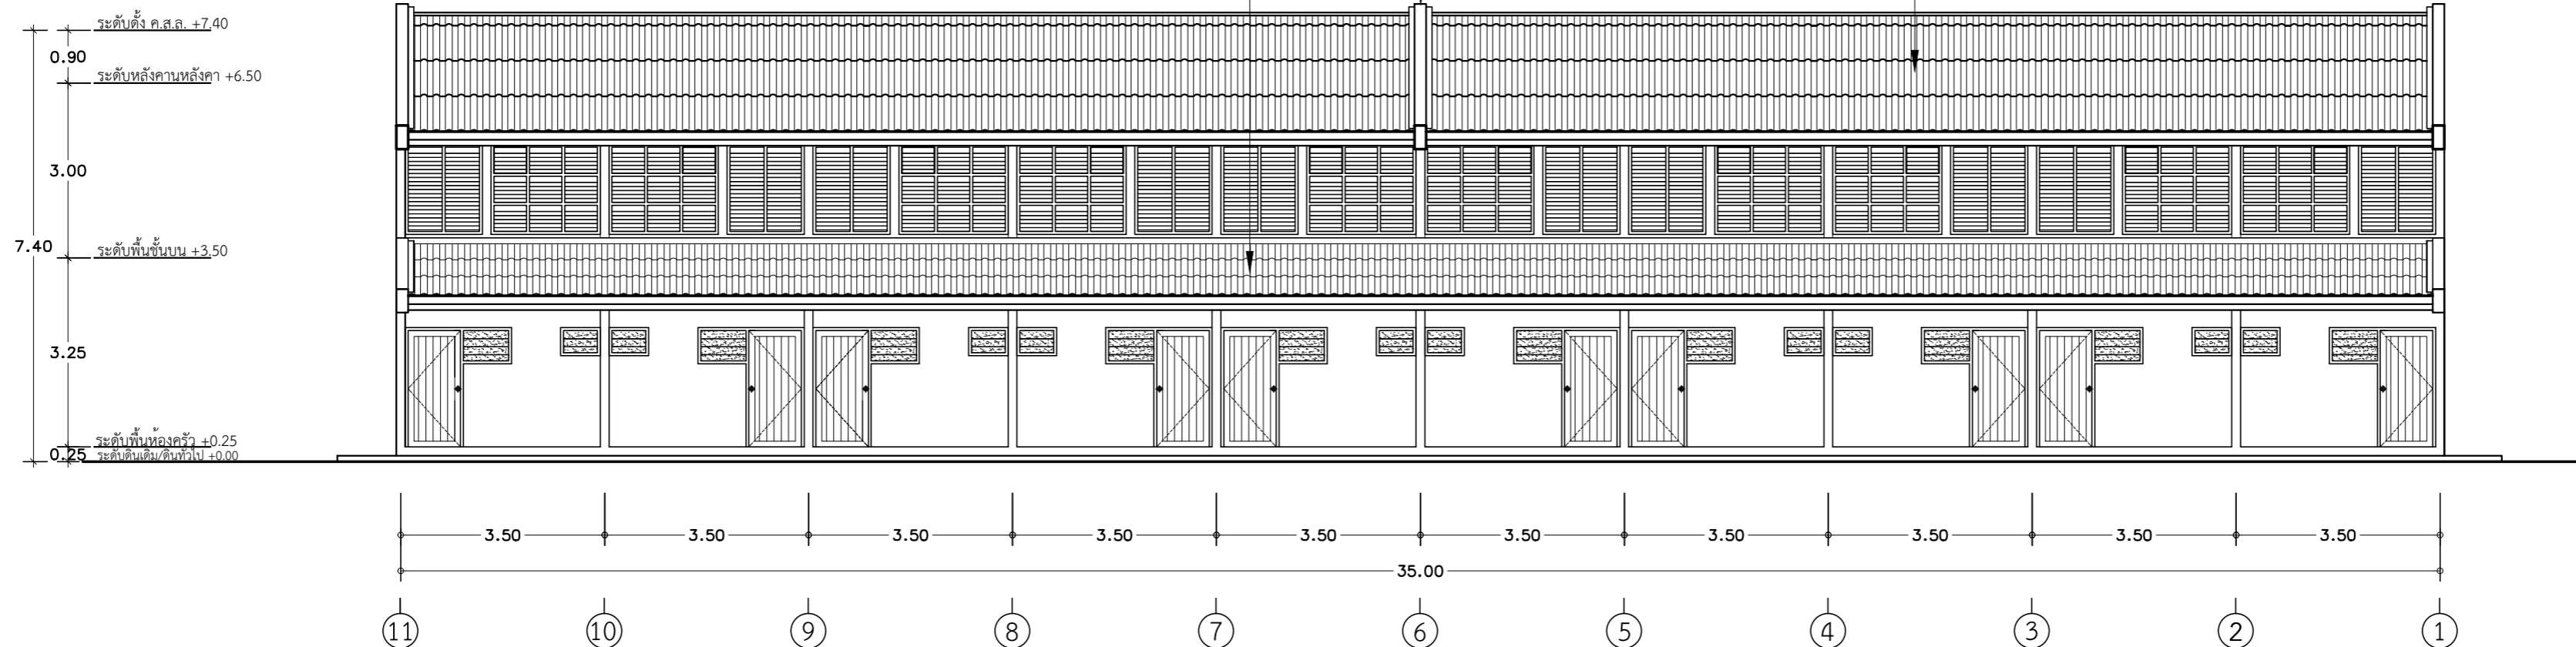 ระดับดั้ง ค.ส.ล. +7.40
0.90
ระดับหลังคานหลังคา +6.50
3.00
7.40
ระดับพื้นชั้นบน +3.50
3.25
ระดับพื้นห้องครัว +0.25
0.25
ระดับดินเดิม/ดินทั่วไป +0.00
3.50 3.50 3.50 3.50 3.50 3.50 3.50 3.50 3.50 3.50
35.00
11 10 9 8 7 6 5 4 3 2 1